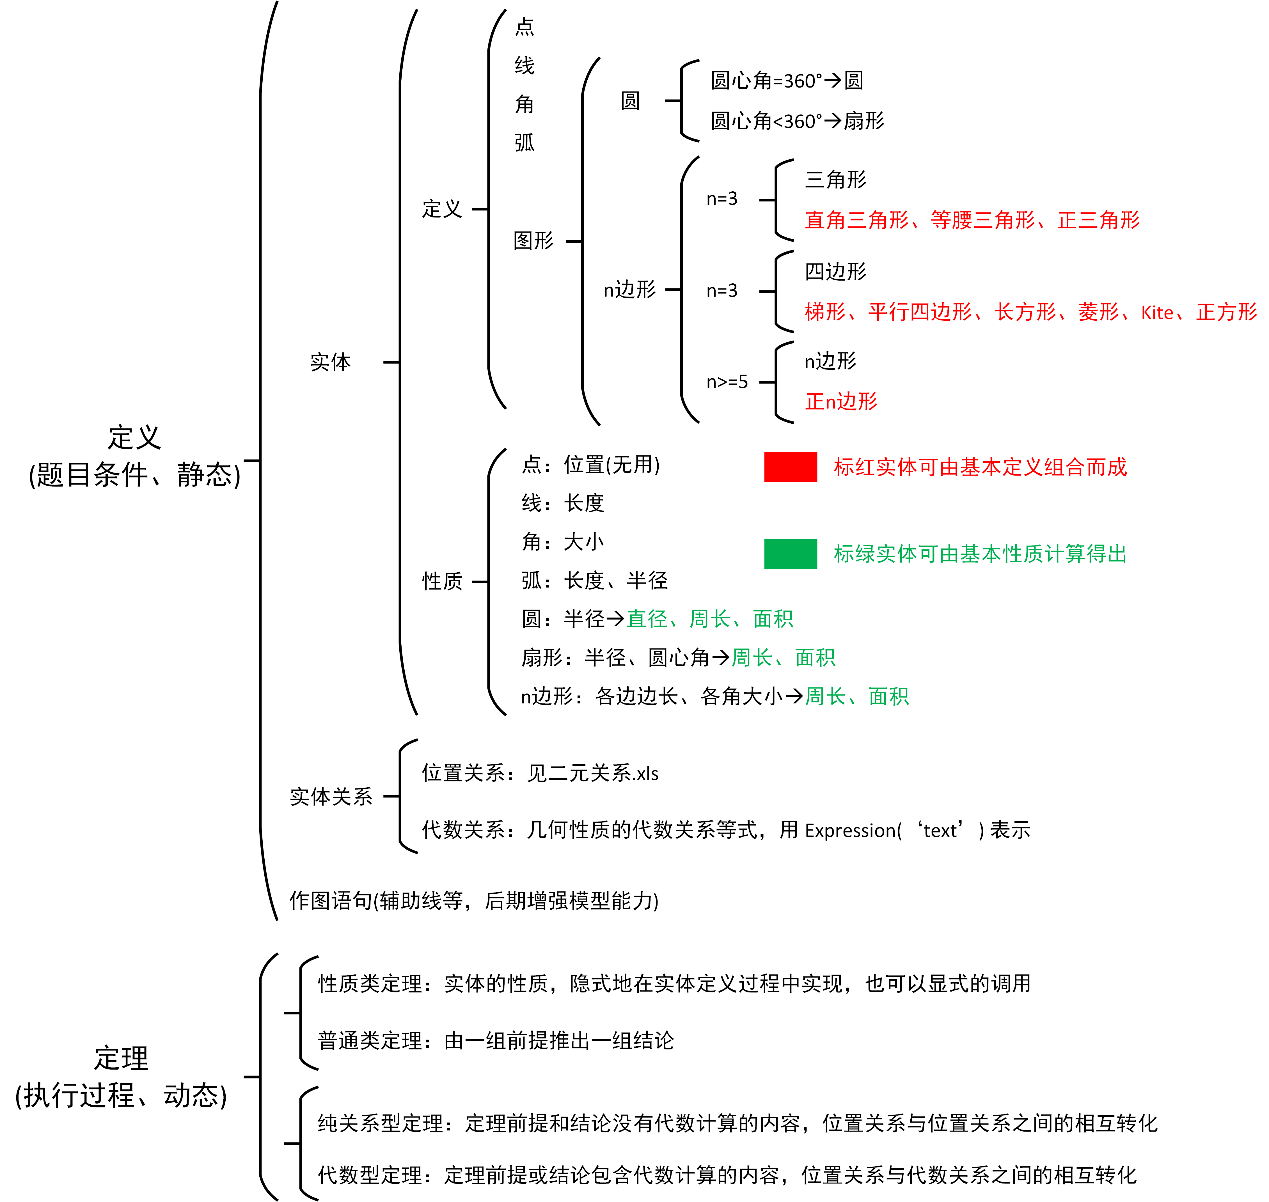 点
线
角
弧
圆
圆心角=360°→圆
圆心角<360°→扇形
定义
图形
n边形
n=3
三角形
直角三角形、等腰三角形、正三角形
n=3
四边形
梯形、平行四边形、长方形、菱形、Kite、正方形
n>=5
n边形
正n边形
实体
定义
(题目条件、静态)
性质
点：位置(无用)
线：长度
角：大小
弧：长度、半径
圆：半径→直径、周长、面积
扇形：半径、圆心角→周长、面积
n边形：各边边长、各角大小→周长、面积
标红实体可由基本定义组合而成
标绿实体可由基本性质计算得出
实体关系
位置关系：见二元关系.xls
代数关系：几何性质的代数关系等式，用 Expression(‘text’) 表示
作图语句(辅助线等，后期增强模型能力)
定理
(执行过程、动态)
性质类定理：实体的性质，隐式地在实体定义过程中实现，也可以显式的调用
普通类定理：由一组前提推出一组结论
纯关系型定理：定理前提和结论没有代数计算的内容，位置关系与位置关系之间的相互转化
代数型定理：定理前提或结论包含代数计算的内容，位置关系与代数关系之间的相互转化